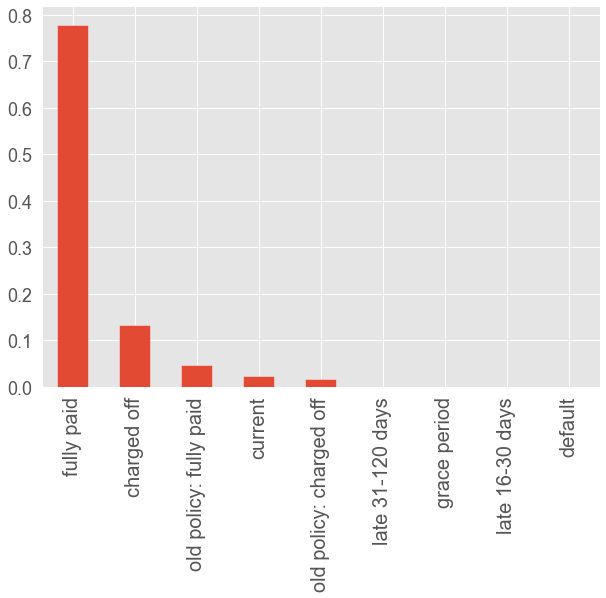 0.8
0.7
0.6
0.5
0.4
0.3
0.2
0.1
0.0
fully paid
charged off
old policy: fully paid
current
old policy: charged off
late 31-120 days
grace period
late 16-30 days
default